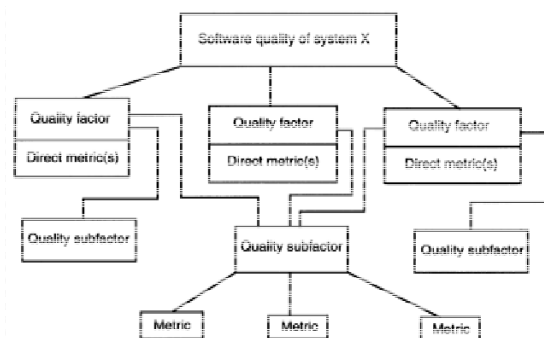 Software quality of system X
Quality factor
Quality factor
Quality factor
Direct metric(s)
Direct metric(s)
Direct metric(s)
Quality subfactor
Quality subfactor
Quality subfactor
Metric
Metric
Metric